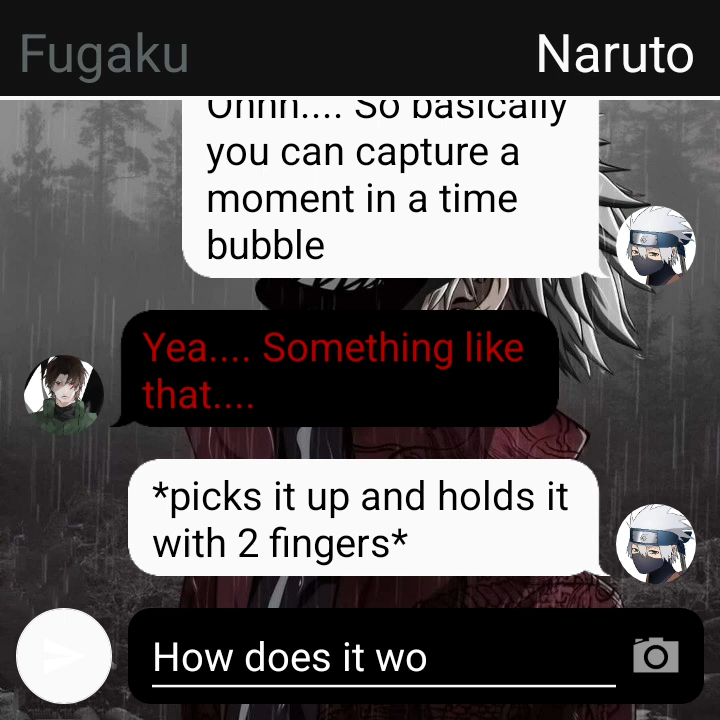 Fugaku
Naruto
Ohhh.... So basically
you can capture a
moment in a time
bubble
Yea.... Something like
that....
*picks it up and holds it
with 2 fingers*
How does it wo